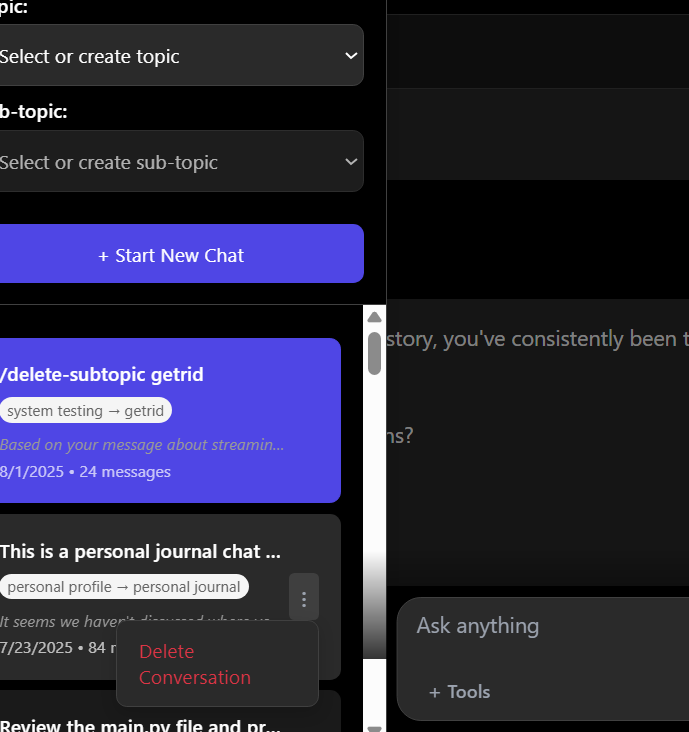 pic:
Select or create topic
b-topic:
Select or create sub-topic
+ Start New Chat
/delete-subtopic getrid
system testing → getrid
Based on your message about streamin...
8/1/2025 • 24 messages
This is a personal journal chat ...
personal profile → personal journal
It seems we haven't discussed where yo...
7/23/2025 • 84 m
Delete
Conversation
Review the main.py file and pr...
story, you've consistently been t
ns?
Ask anything
+ Tools